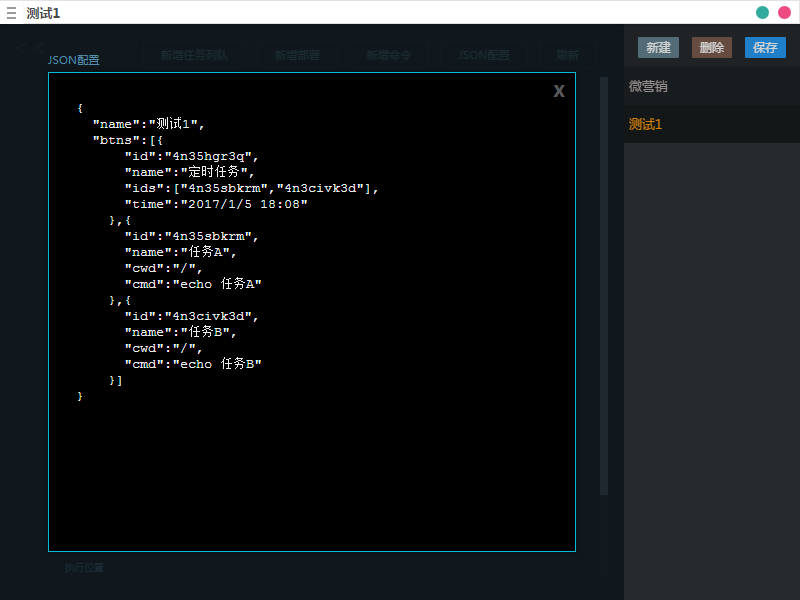 测试1
新增任务列队 新增部署 新增命令 JSON配置 刷新
新建 删除 保存
JSON配置
X
{
"name":"测试1",
"btns":[{
"id":"4n35hgr3q",
"name":"定时任务",
"ids":["4n35sbkrm","4n3civk3d"],
"time":"2017/1/5 18:08"
},{
"id":"4n35sbkrm",
"name":"任务A",
"cwd":"/",
"cmd":"echo 任务A"
},{
"id":"4n3civk3d",
"name":"任务B",
"cwd":"/",
"cmd":"echo 任务B"
}]
}
执行位置
微营销
测试1